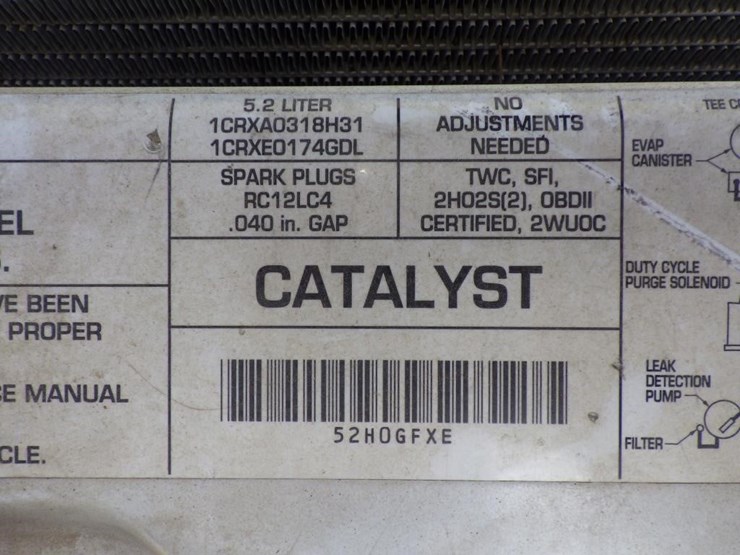 EL
S.
VE BEEN
PROPER
CE MANUAL
CLE.
5.2 LITER
1CRXA0318H31
1CRXE0174GDL
NO
ADJUSTMENTS
NEEDED
SPARK PLUGS
RC12LC4
.040 in. GAP
TWC, SFI,
2HO2S(2), OBDII
CERTIFIED, 2WUOC
CATALYST
52H0GFXE
TEE
EVAP
CANISTER
DUTY CYCLE
PURGE SOLENOID
LEAK
DETECTION
PUMP
FILTER